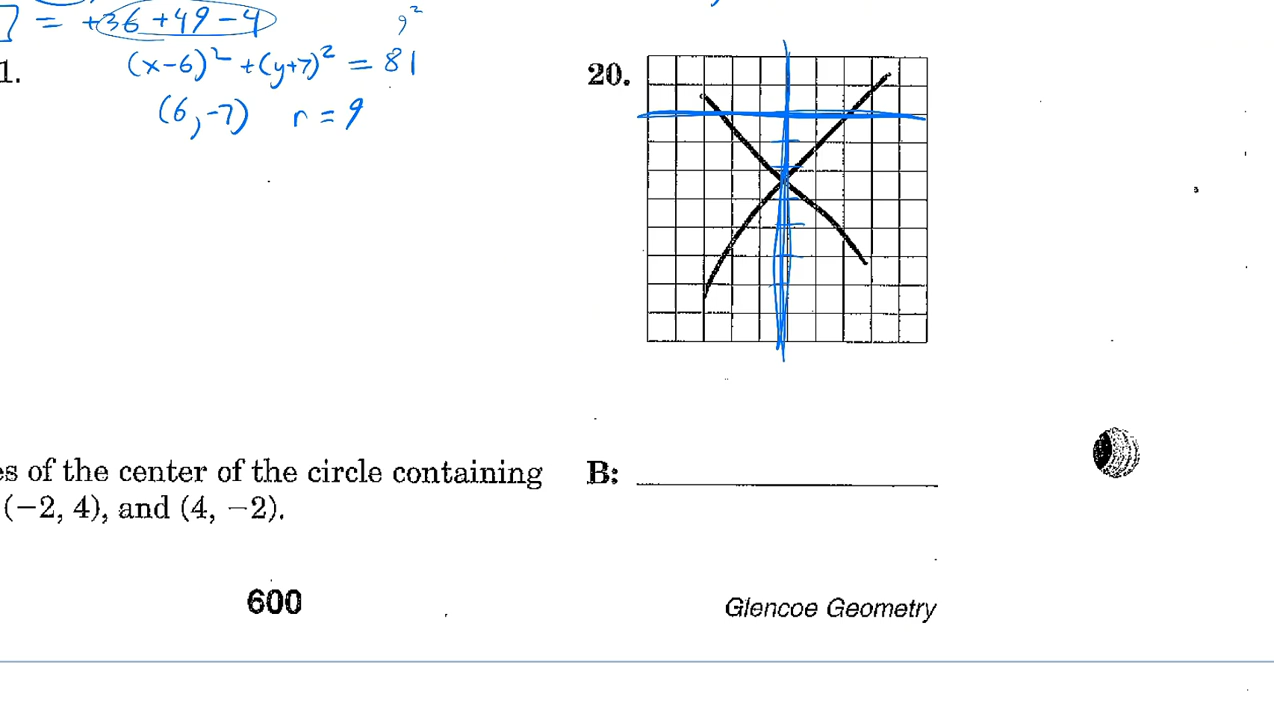 ] = +36 +49 -4
9²
1.
(x-6)² + (y+7)² = 81
20.
(6, -7) r = 9
es of the center of the circle containing
B:
(−2, 4), and (4, −2).
600
Glencoe Geometry